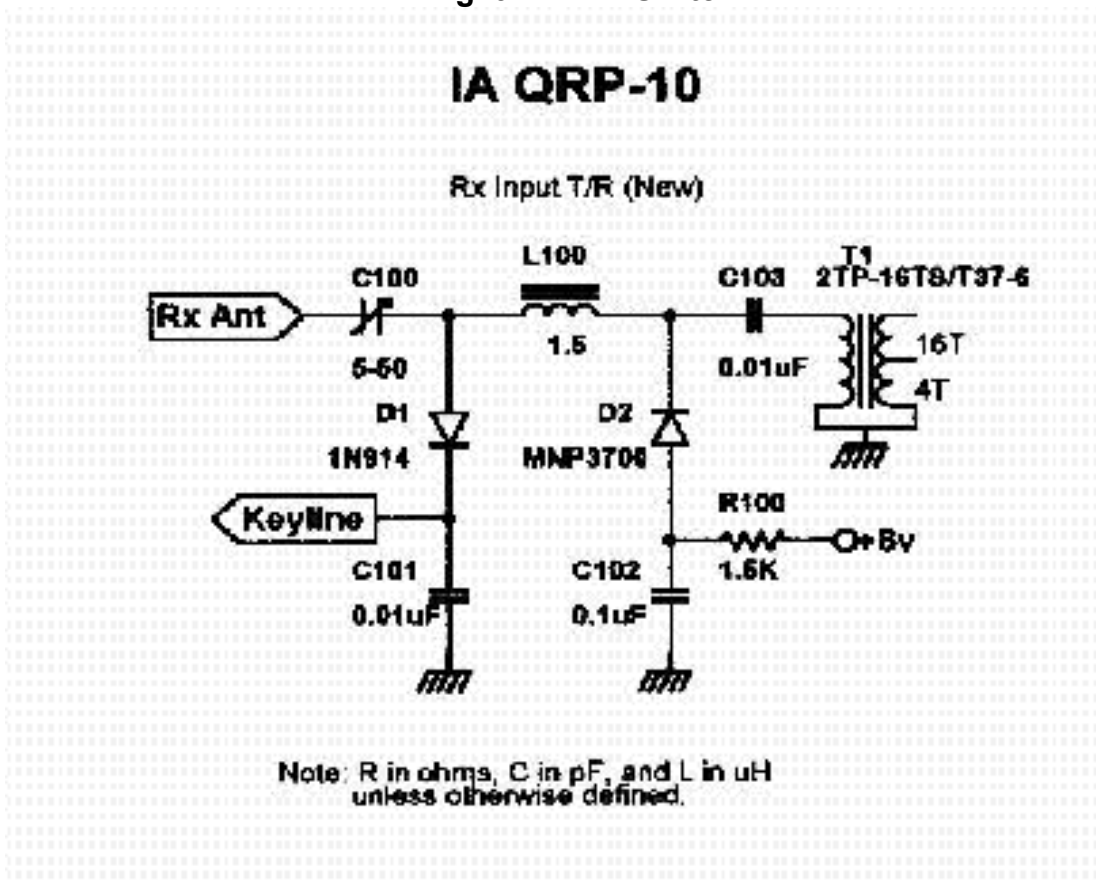 IA QRP-10
Rx Input T/R (New)
L100
T1
C100
C103
2TP-16TS/T37-6
Rx Ant
1.5
16T
5-50
0.01uF
4T
D1
D2
1N914
MNP3700
R100
Keyline
+8v
C101
C102
1.5K
0.01uF
0.1uF
Note: R in ohms, C in pF, and L in uH
unless otherwise defined.